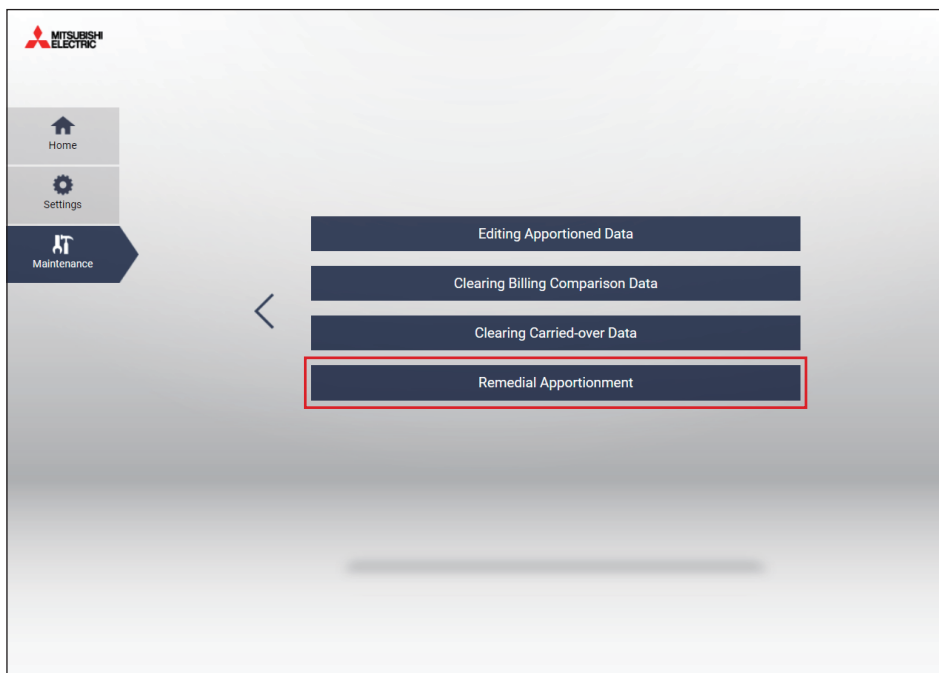 MITSUBISHI
ELECTRIC
Home
Settings
Maintenance
Editing Apportioned Data
Clearing Billing Comparison Data
Clearing Carried-over Data
Remedial Apportionment